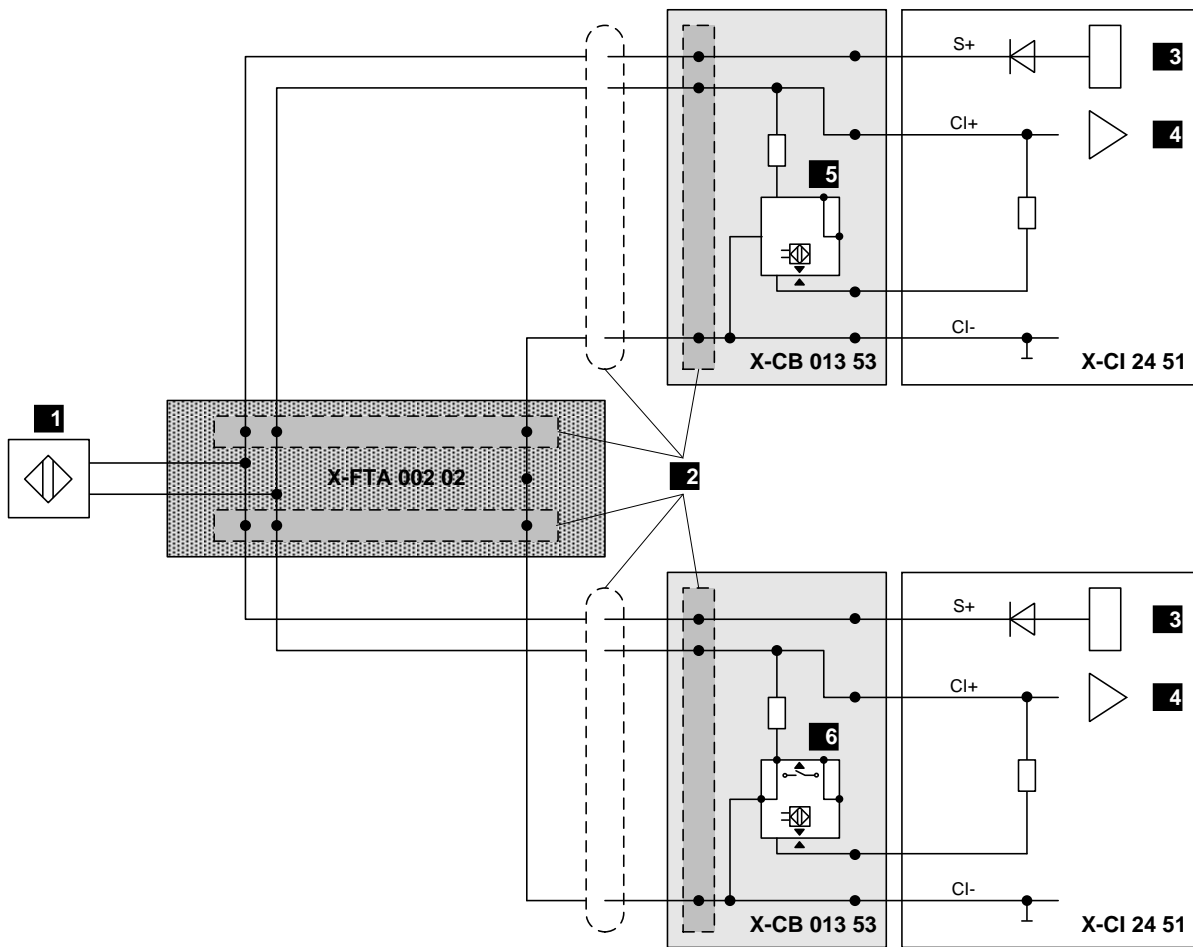 S+
3
CI+
4
5
CI-
X-CB 013 53
X-CI 24 51
1
X-FTA 002 02
2
S+
3
CI+
4
6
CI-
X-CB 013 53
X-CI 24 51